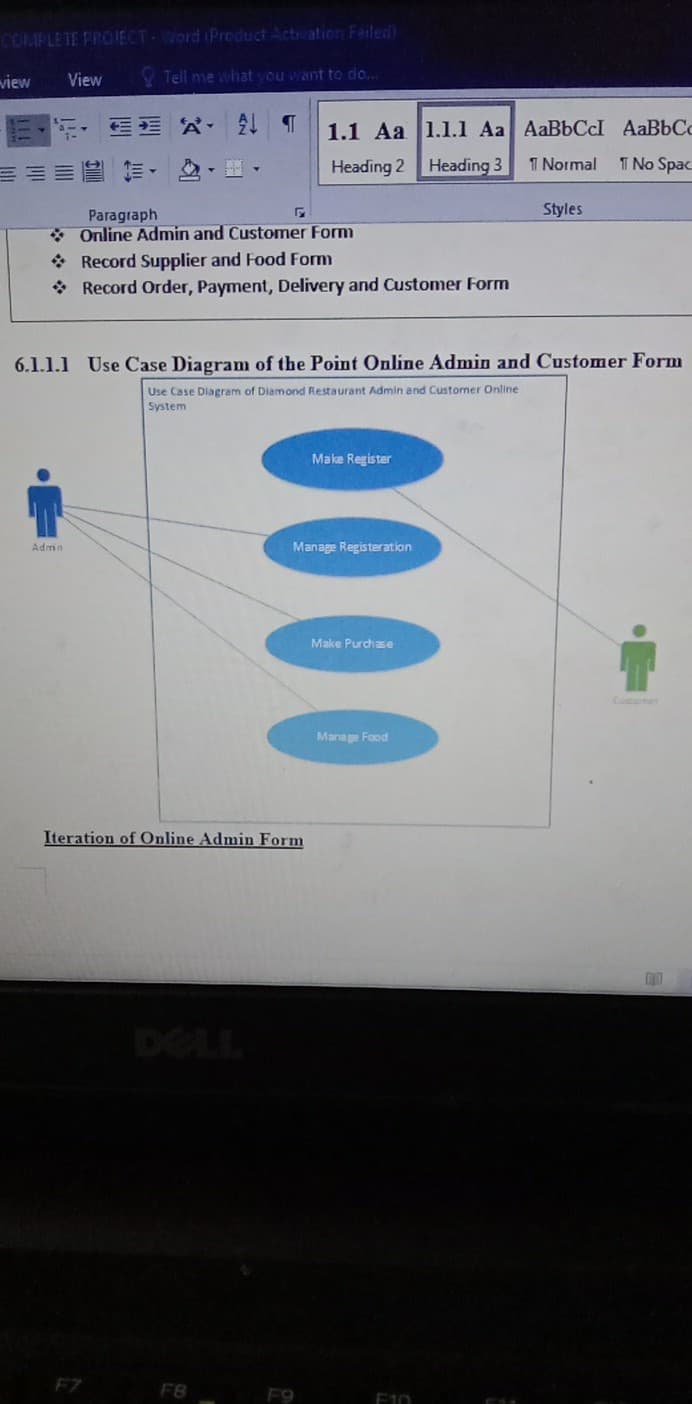 COMPLETE PROJECT - Word (Product Activation Failed)
view View Tell me what you want to do...
1.1 Aa 1.1.1 Aa AaBbCcI AaBbCc
Heading 2 Heading 3 ¶ Normal ¶ No Spac
Paragraph Styles
❖ Online Admin and Customer Form
❖ Record Supplier and Food Form
❖ Record Order, Payment, Delivery and Customer Form
6.1.1.1 Use Case Diagram of the Point Online Admin and Customer Form
Use Case Diagram of Diamond Restaurant Admin and Customer Online
System
Make Register
Admin
Manage Registeration
Make Purchase
Customer
Manage Food
Iteration of Online Admin Form
DELL
F7 F8 F9 F10